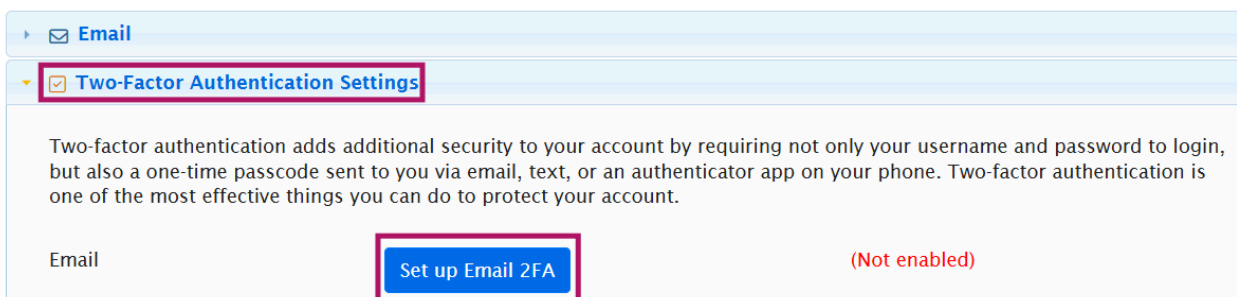 Email
Two-Factor Authentication Settings
Two-factor authentication adds additional security to your account by requiring not only your username and password to login,
but also a one-time passcode sent to you via email, text, or an authenticator app on your phone. Two-factor authentication is
one of the most effective things you can do to protect your account.
Email Set up Email 2FA (Not enabled)